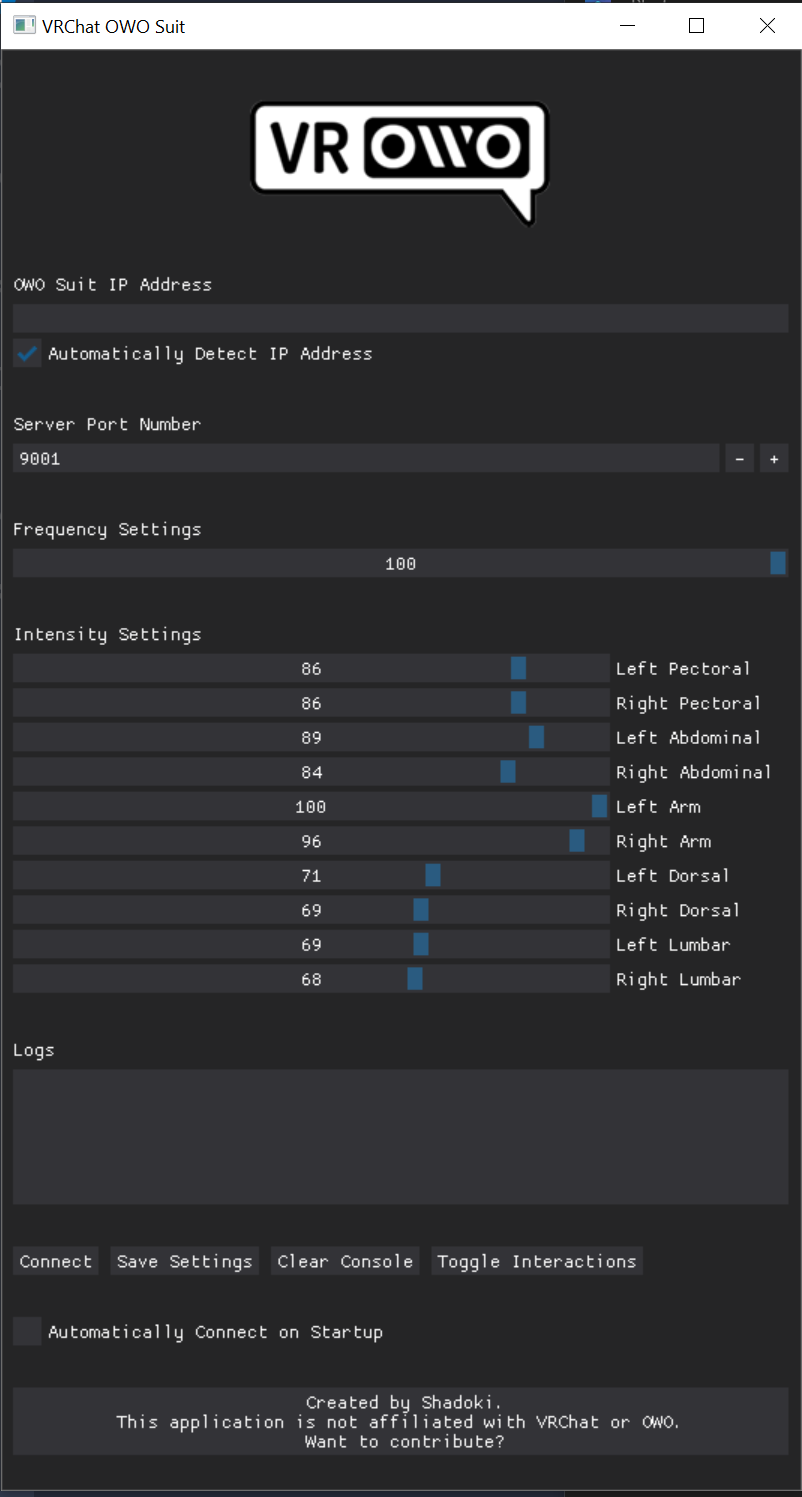 VRChat OWO Suit
VR OWO
OWO Suit IP Address
Automatically Detect IP Address
Server Port Number
9001 - +
Frequency Settings
100
Intensity Settings
86 Left Pectoral
86 Right Pectoral
89 Left Abdominal
84 Right Abdominal
100 Left Arm
96 Right Arm
71 Left Dorsal
69 Right Dorsal
69 Left Lumbar
68 Right Lumbar
Logs
Connect Save Settings Clear Console Toggle Interactions
Automatically Connect on Startup
Created by Shadoki.
This application is not affiliated with VRChat or OWO.
Want to contribute?